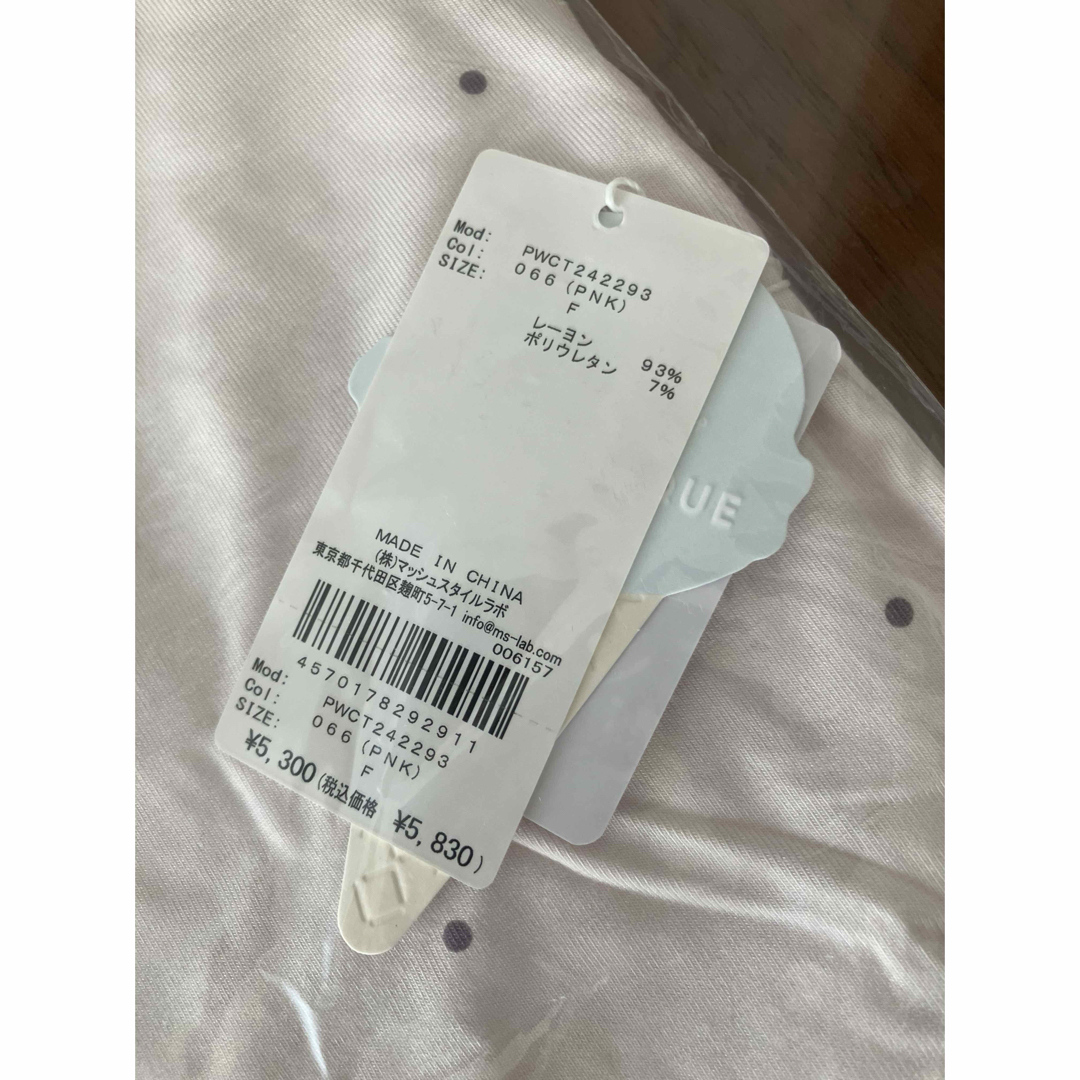 Mod: PWCT242293
Col: 066 (PNK)
SIZE: F
レーヨン 93%
ポリウレタン 7%
MADE IN CHINA
(株)マッシュスタイルラボ
東京都千代田区麹町5-7-1 info@ms-lab.com
006157
4570178292911
Mod: PWCT242293
Col: 066 (PNK)
SIZE: F
¥5,300(税込価格 ¥5,830)